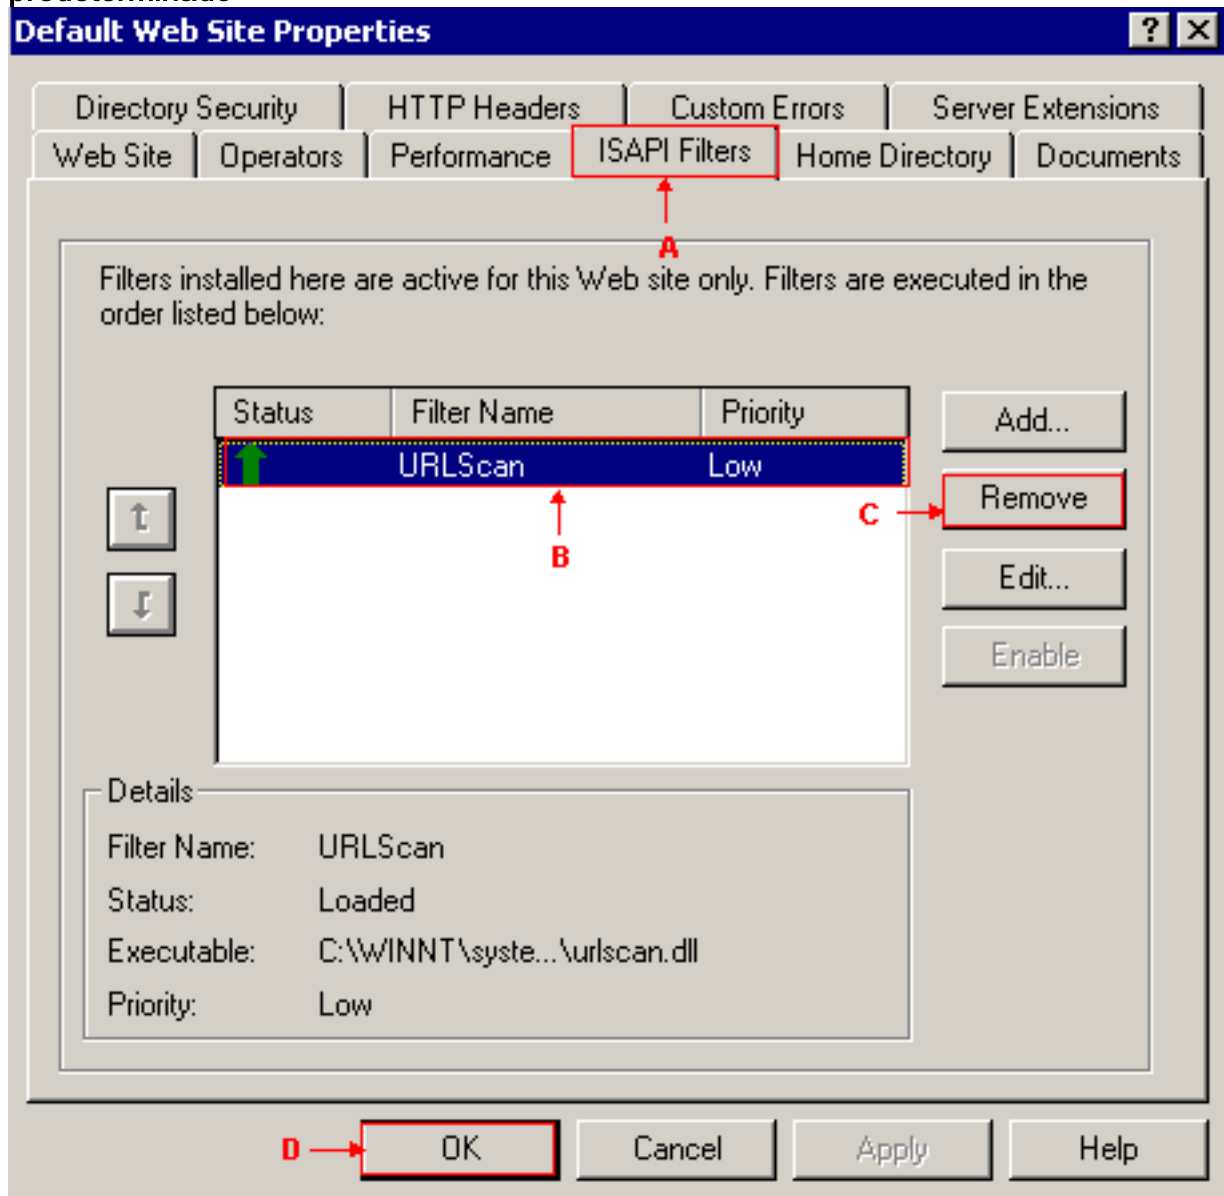 predeterminado
Default Web Site Properties
Directory Security HTTP Headers Custom Errors Server Extensions
Web Site Operators Performance ISAPI Filters Home Directory Documents
A
Filters installed here are active for this Web site only. Filters are executed in the
order listed below:
Status Filter Name Priority
URLScan Low
B
Add...
C Remove
Edit...
Enable
Details
Filter Name: URLScan
Status: Loaded
Executable: C:\WINNT\syste...\urlscan.dll
Priority: Low
D OK Cancel Apply Help